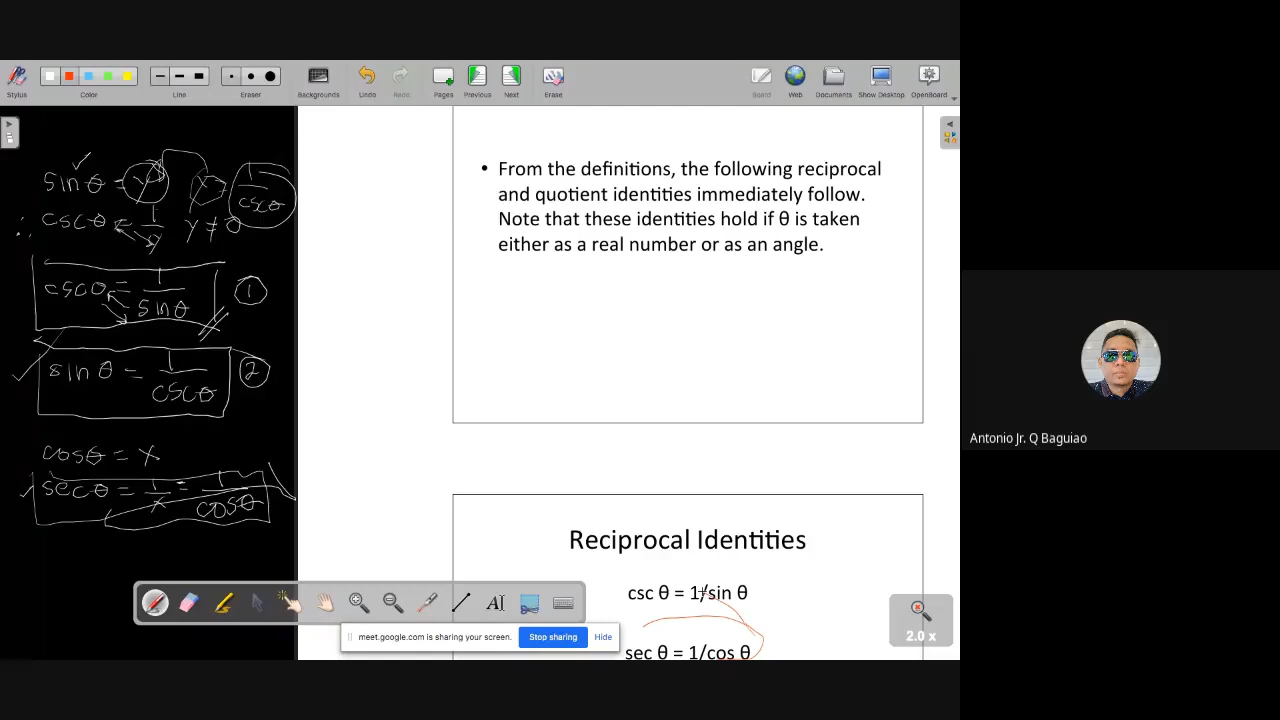 Stylus Color Line Eraser Backgrounds Undo Redo Pages Previous Next Erase Board Web Documents Show Desktop OpenBoard
sin θ = y = 1/csc θ
∴ csc θ = 1/y y ≠ 0
csc θ = 1/sin θ 1
sin θ = 1/csc θ 2
cos θ = x
sec θ = 1/x = 1/cos θ
• From the definitions, the following reciprocal
and quotient identities immediately follow.
Note that these identities hold if θ is taken
either as a real number or as an angle.
Reciprocal Identities
csc θ = 1/sin θ
sec θ = 1/cos θ
meet.google.com is sharing your screen. Stop sharing Hide
2.0 x
Antonio Jr. Q Baguiao